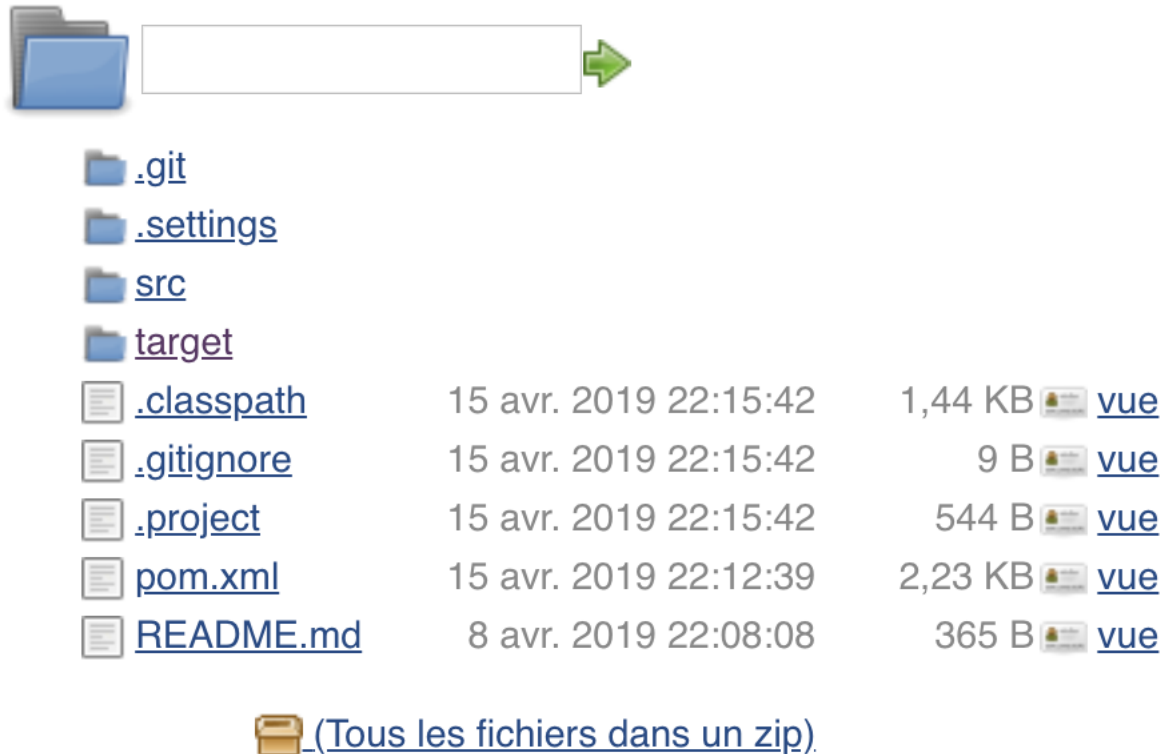 .git
.settings
src
target
.classpath 15 avr. 2019 22:15:42 1,44 KB vue
.gitignore 15 avr. 2019 22:15:42 9 B vue
.project 15 avr. 2019 22:15:42 544 B vue
pom.xml 15 avr. 2019 22:12:39 2,23 KB vue
README.md 8 avr. 2019 22:08:08 365 B vue
(Tous les fichiers dans un zip)